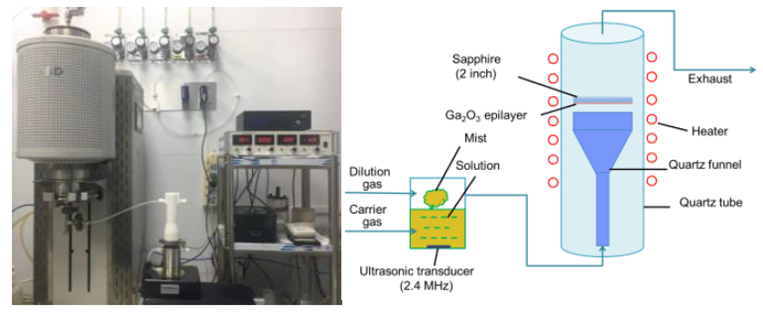 Sapphire
(2 inch)
Ga₂O₃ epilayer
Mist
Solution
Dilution
gas
Carrier
gas
Ultrasonic transducer
(2.4 MHz)
Exhaust
Heater
Quartz funnel
Quartz tube